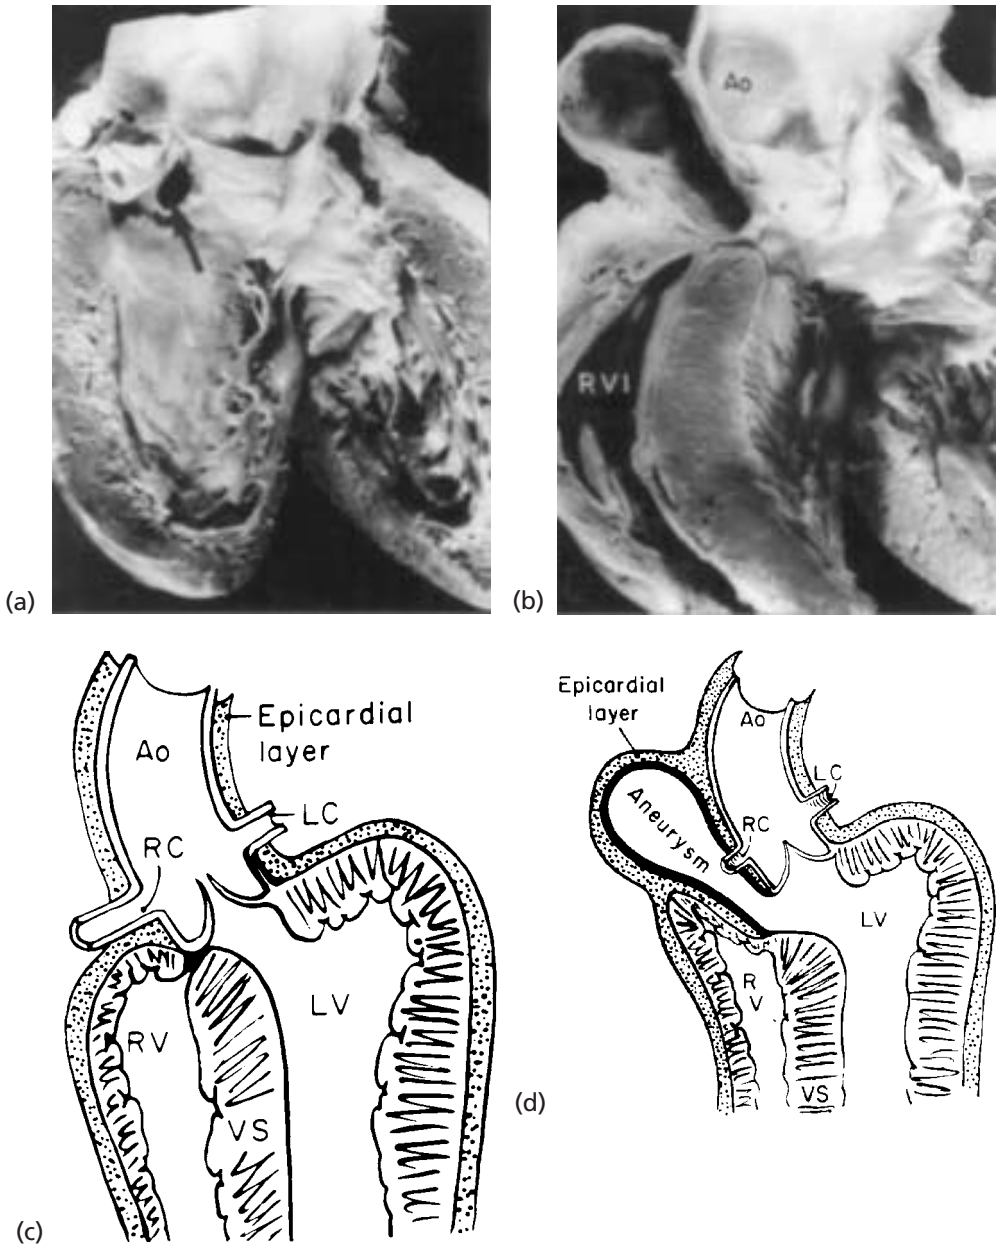 Ao
RVI
(a)
(b)
Epicardial
layer
Ao
LC
RC
RV
LV
VS
(c)
Epicardial
layer
Ao
LC
Aneurysm
RC
LV
R
V
VS
(d)